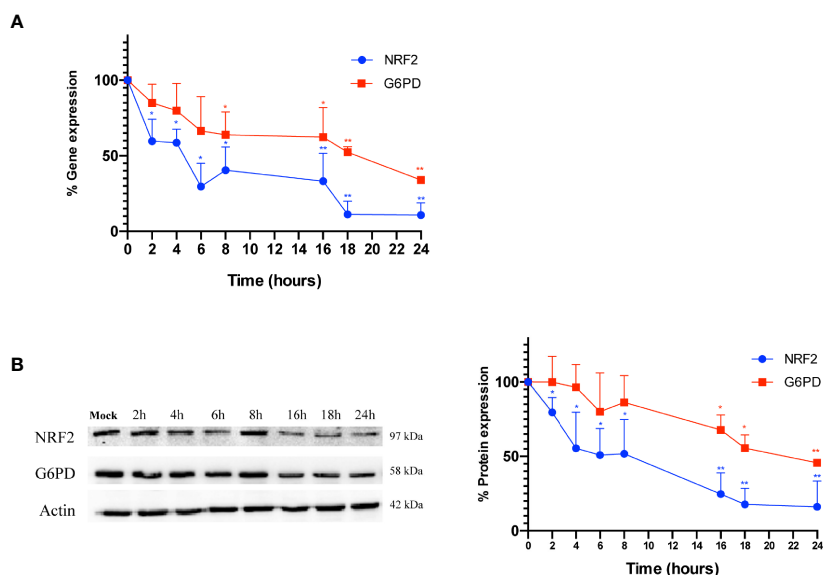 A
NRF2
G6PD
100
50
0
% Gene expression
* * * * * ** ** **
* * ** **
0 2 4 6 8 10 12 14 16 18 20 22 24
Time (hours)
B
Mock 2h 4h 6h 8h 16h 18h 24h
NRF2 97 kDa
G6PD 58 kDa
Actin 42 kDa
NRF2
G6PD
100
50
0
% Protein expression
* * ** 
* * * ** ** **
0 2 4 6 8 10 12 14 16 18 20 22 24
Time (hours)